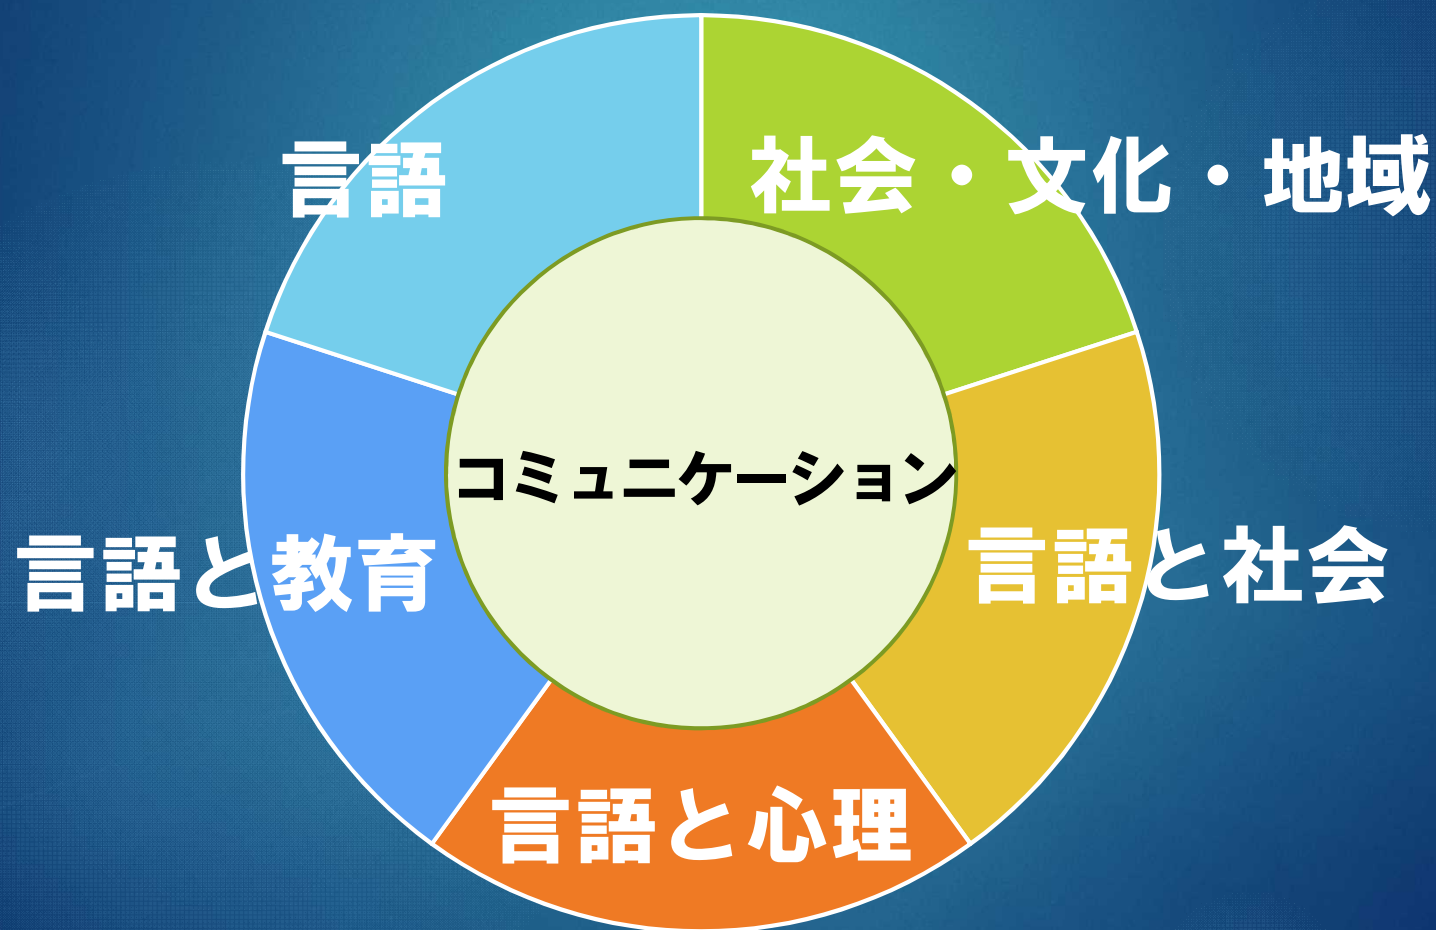 言語
社会・文化・地域
コミュニケーション
言語と教育
言語と社会
言語と心理